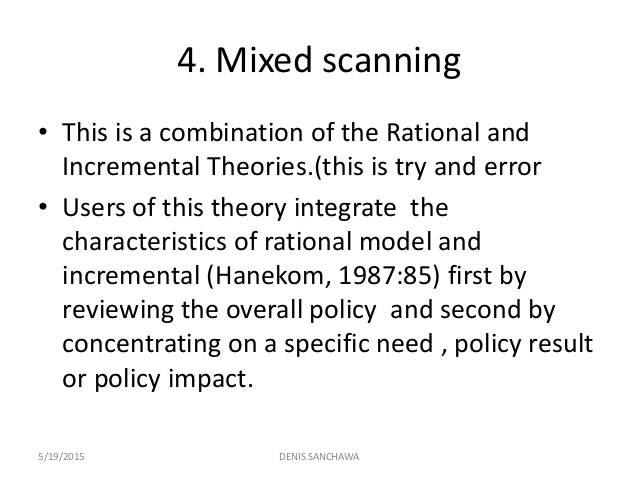 4. Mixed scanning
• This is a combination of the Rational and
Incremental Theories.(this is try and error
• Users of this theory integrate  the
characteristics of rational model and
incremental (Hanekom, 1987:85) first by
reviewing the overall policy  and second by
concentrating on a specific need , policy result
or policy impact.
5/19/2015 DENIS SANCHAWA